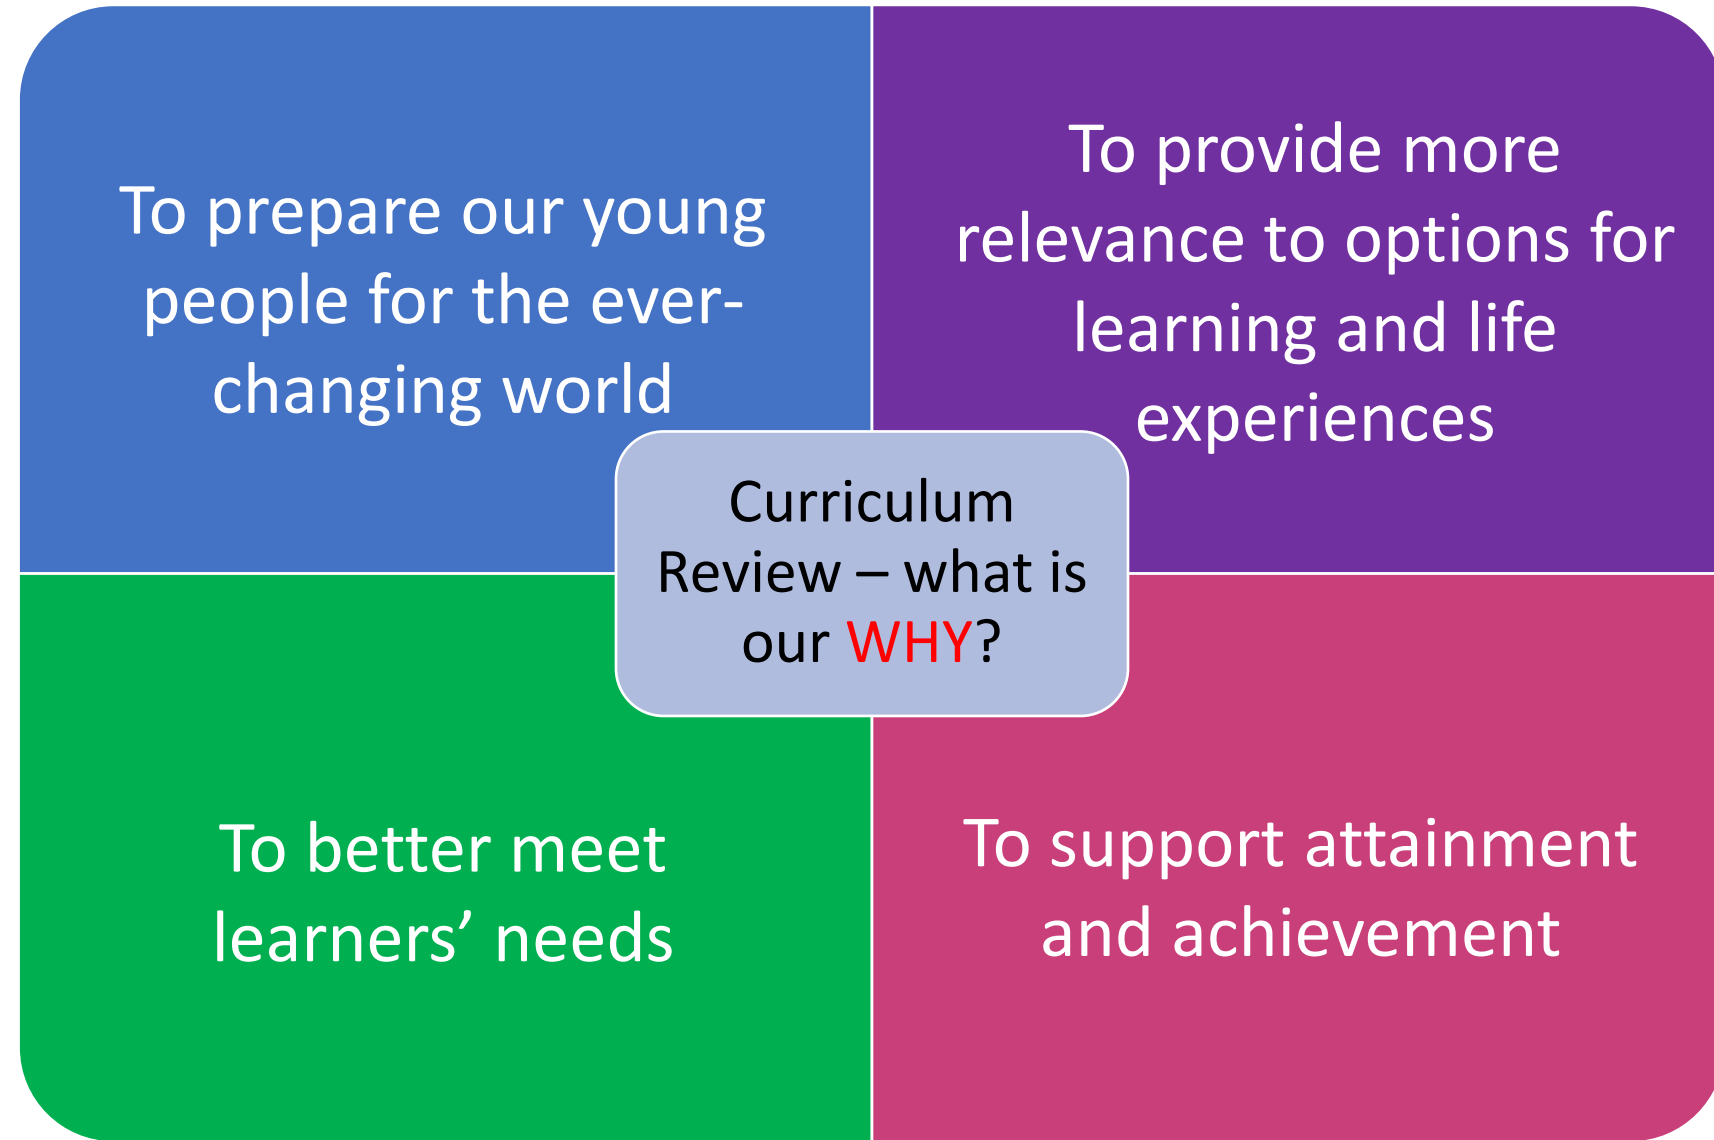 To prepare our young
people for the ever-
changing world
To provide more
relevance to options for
learning and life
experiences
Curriculum
Review – what is
our WHY?
To better meet
learners’ needs
To support attainment
and achievement